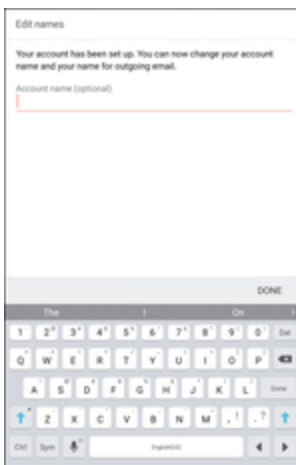 Edit names
Your account has been set up. You can now change your account
name and your name for outgoing email.
Account name (optional)
DONE
The I On
1 2 3 4 5 6 7 8 9 0 Del
Q W E R T Y U I O P
A S D F G H J K L Done
Z X C V B N M , ! . ?
Ctrl Sym English(US)